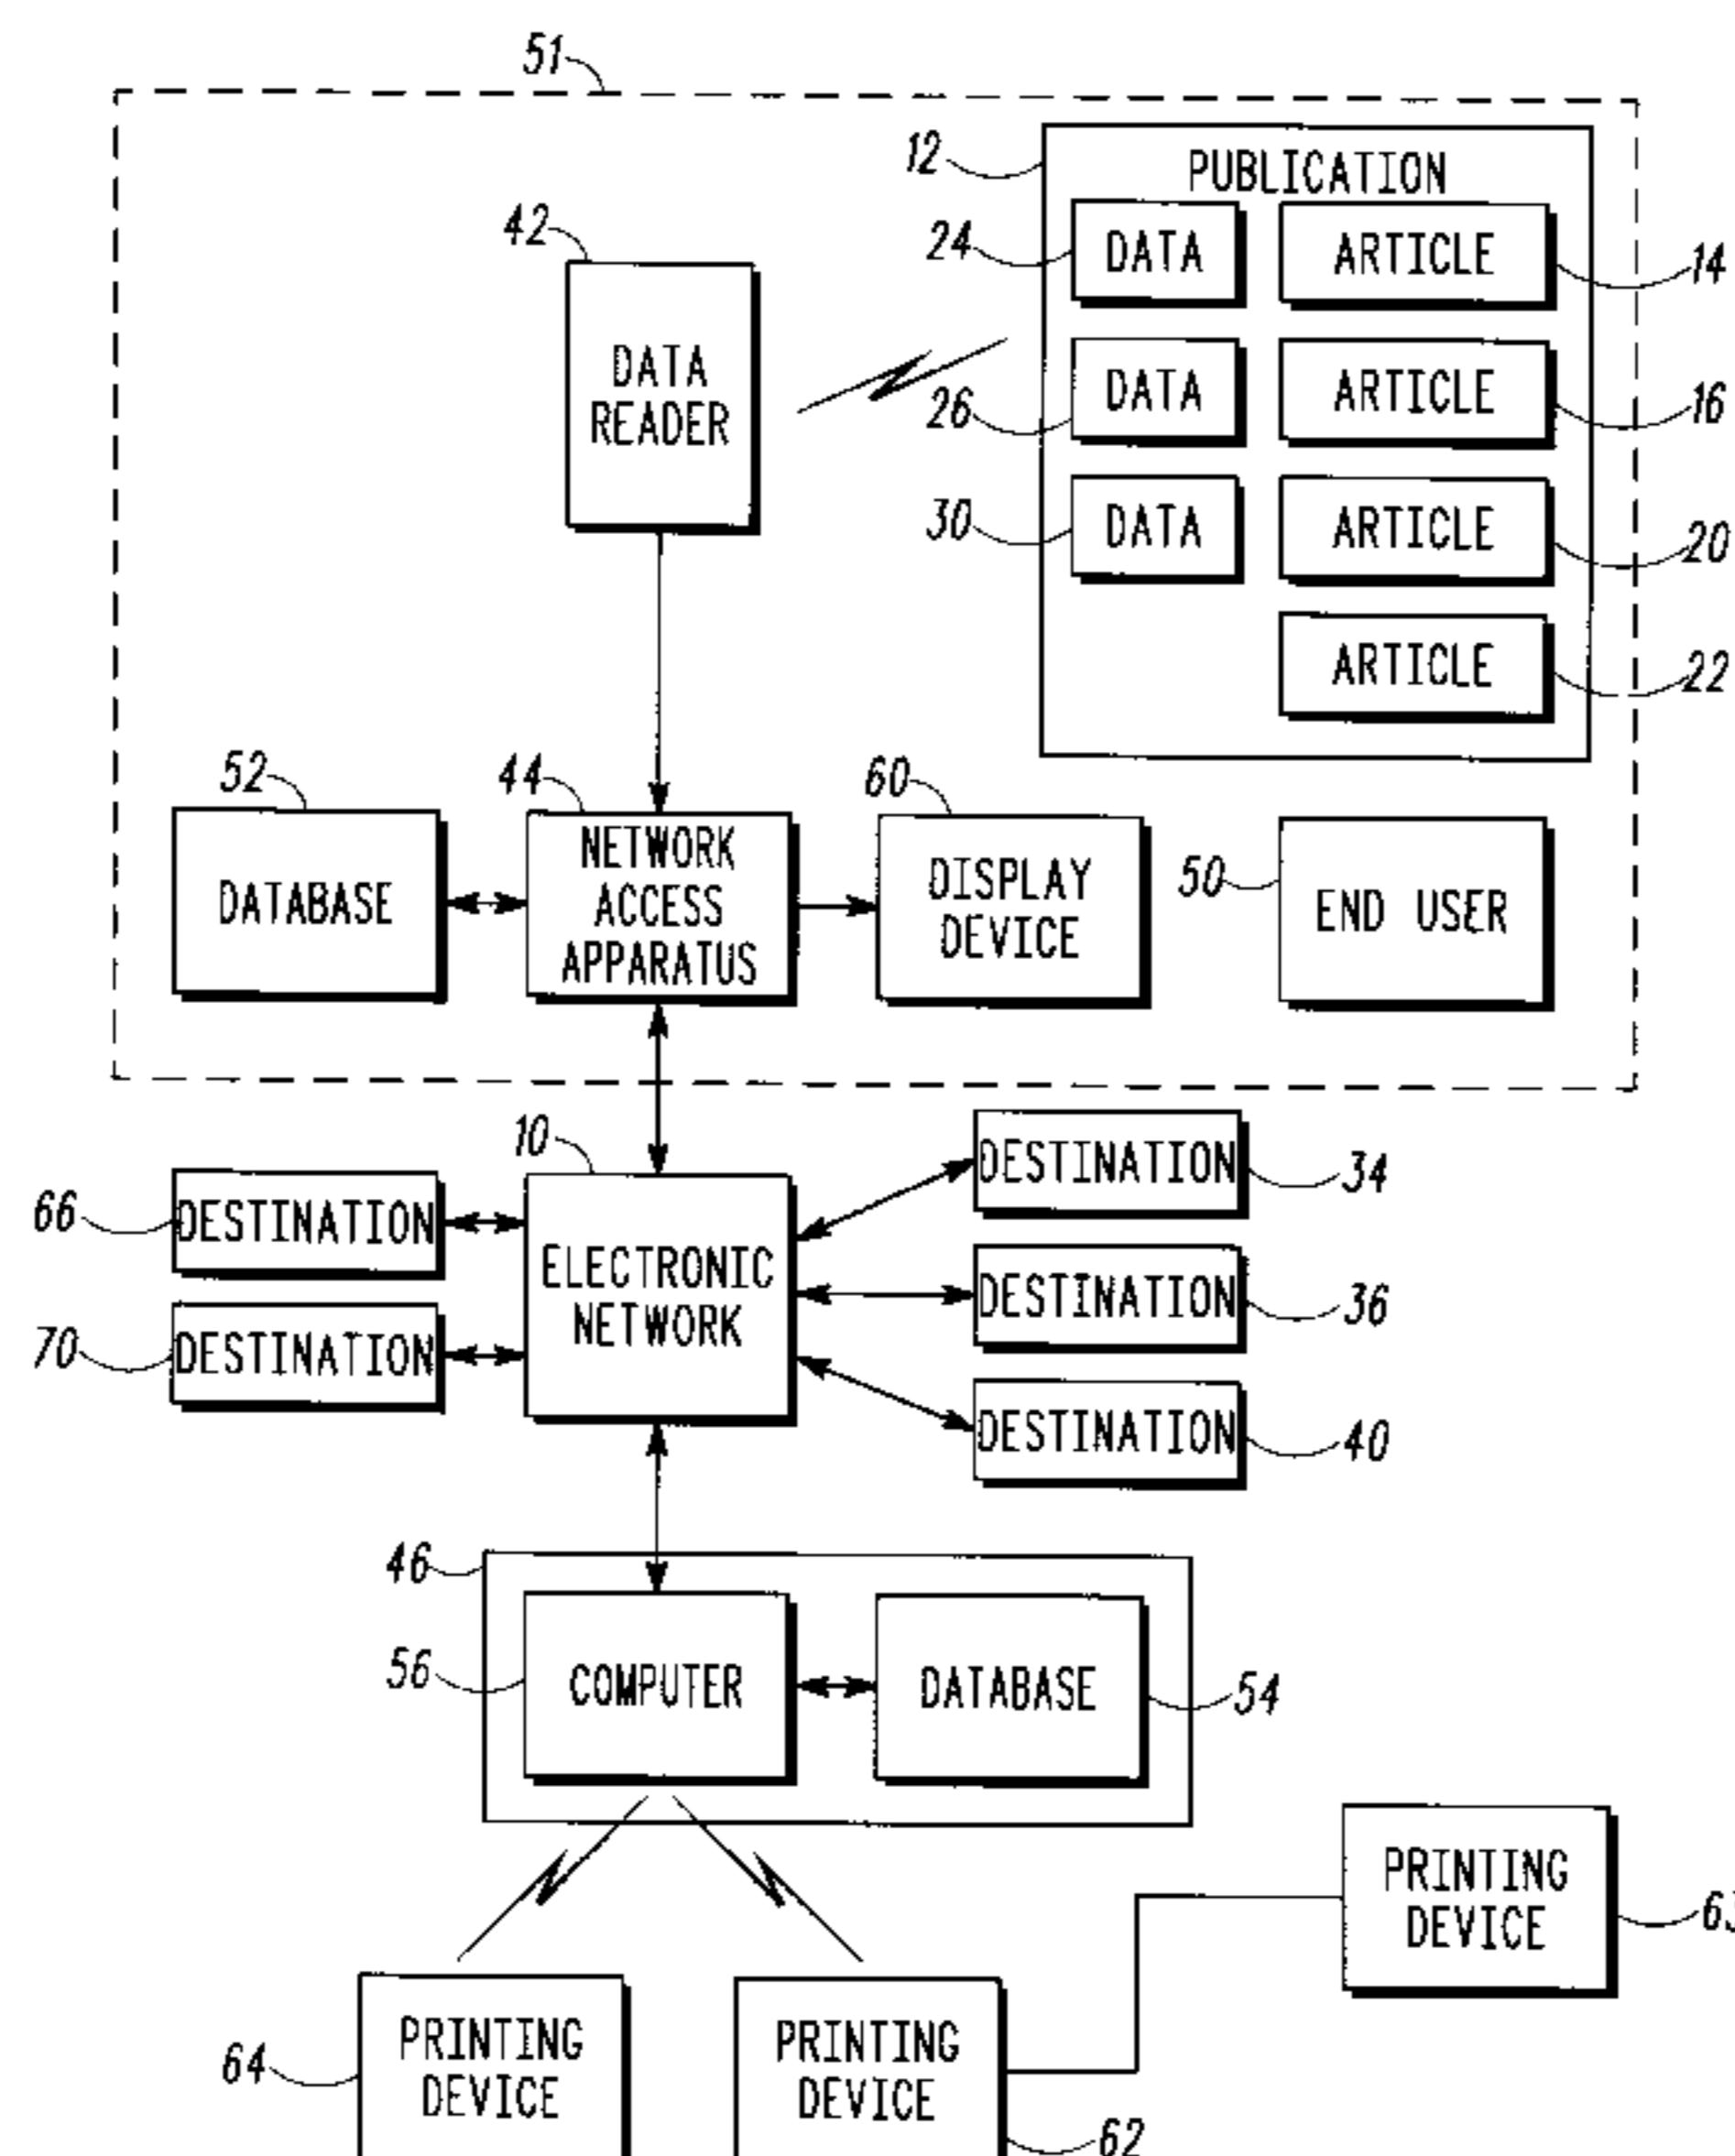 51
12
PUBLICATION
42
24
DATA
ARTICLE
14
DATA
READER
26
DATA
ARTICLE
16
30
DATA
ARTICLE
20
ARTICLE
22
52
44
60
DATABASE
NETWORK
ACCESS
APPARATUS
DISPLAY
DEVICE
50
END USER
10
DESTINATION
34
66
DESTINATION
ELECTRONIC
NETWORK
DESTINATION
36
70
DESTINATION
DESTINATION
40
46
56
COMPUTER
DATABASE
54
PRINTING
DEVICE
63
64
PRINTING
DEVICE
PRINTING
DEVICE
62